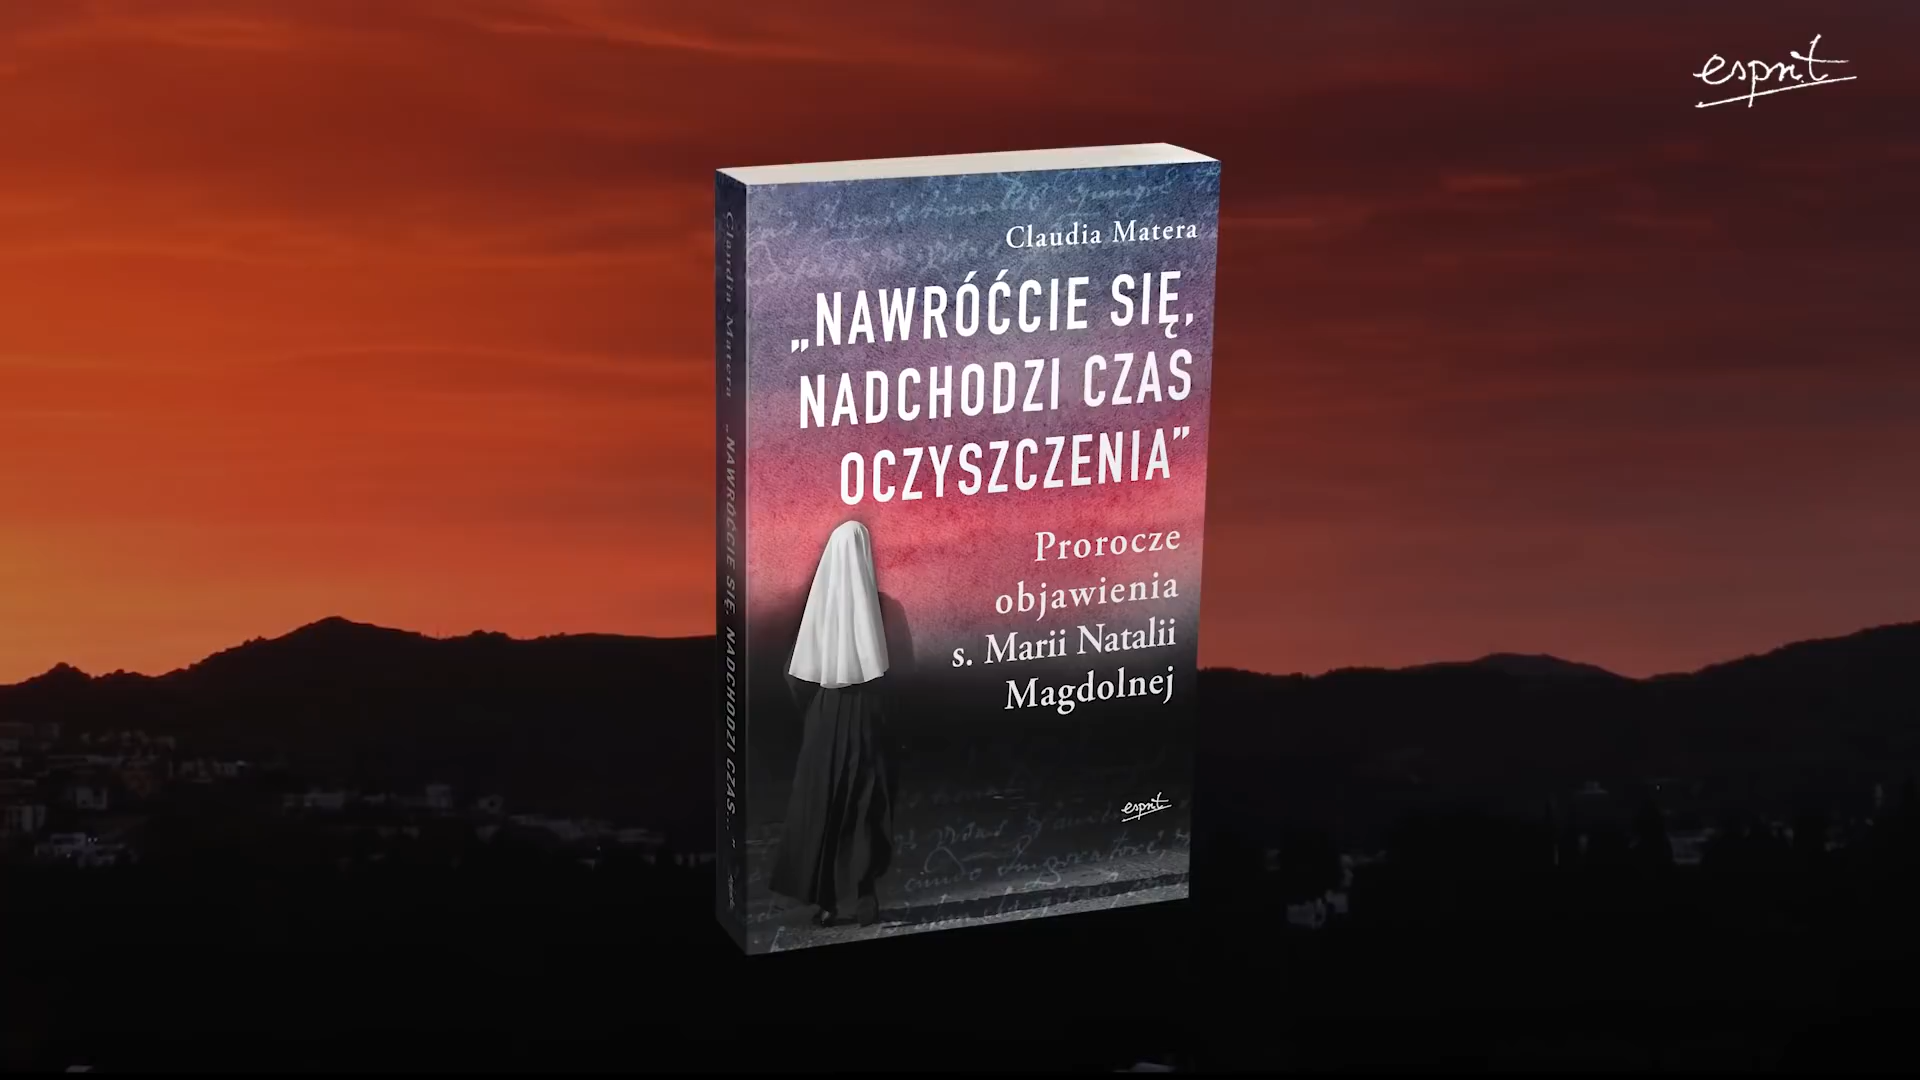 esprit
Claudia Matera
„NAWRÓĆCIE SIĘ,
NADCHODZI CZAS
OCZYSZCZENIA”
Prorocze
objawienia
s. Marii Natalii
Magdolnej
esprit
Claudia Matera „NAWRÓĆCIE SIĘ, NADCHODZI CZAS...”